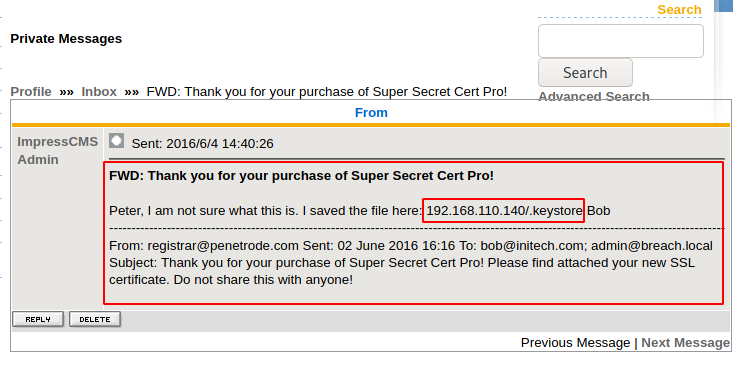 Search
Private Messages
Search
Profile »» Inbox »» FWD: Thank you for your purchase of Super Secret Cert Pro!
Advanced Search
From
ImpressCMS
Admin
Sent: 2016/6/4 14:40:26
FWD: Thank you for your purchase of Super Secret Cert Pro!
Peter, I am not sure what this is. I saved the file here: 192.168.110.140/.keystore Bob
------------------------------------------------------------------------------------------------------------------------------------------------------
From: registrar@penetrode.com Sent: 02 June 2016 16:16 To: bob@initech.com; admin@breach.local
Subject: Thank you for your purchase of Super Secret Cert Pro! Please find attached your new SSL
certificate. Do not share this with anyone!
REPLY DELETE
Previous Message | Next Message